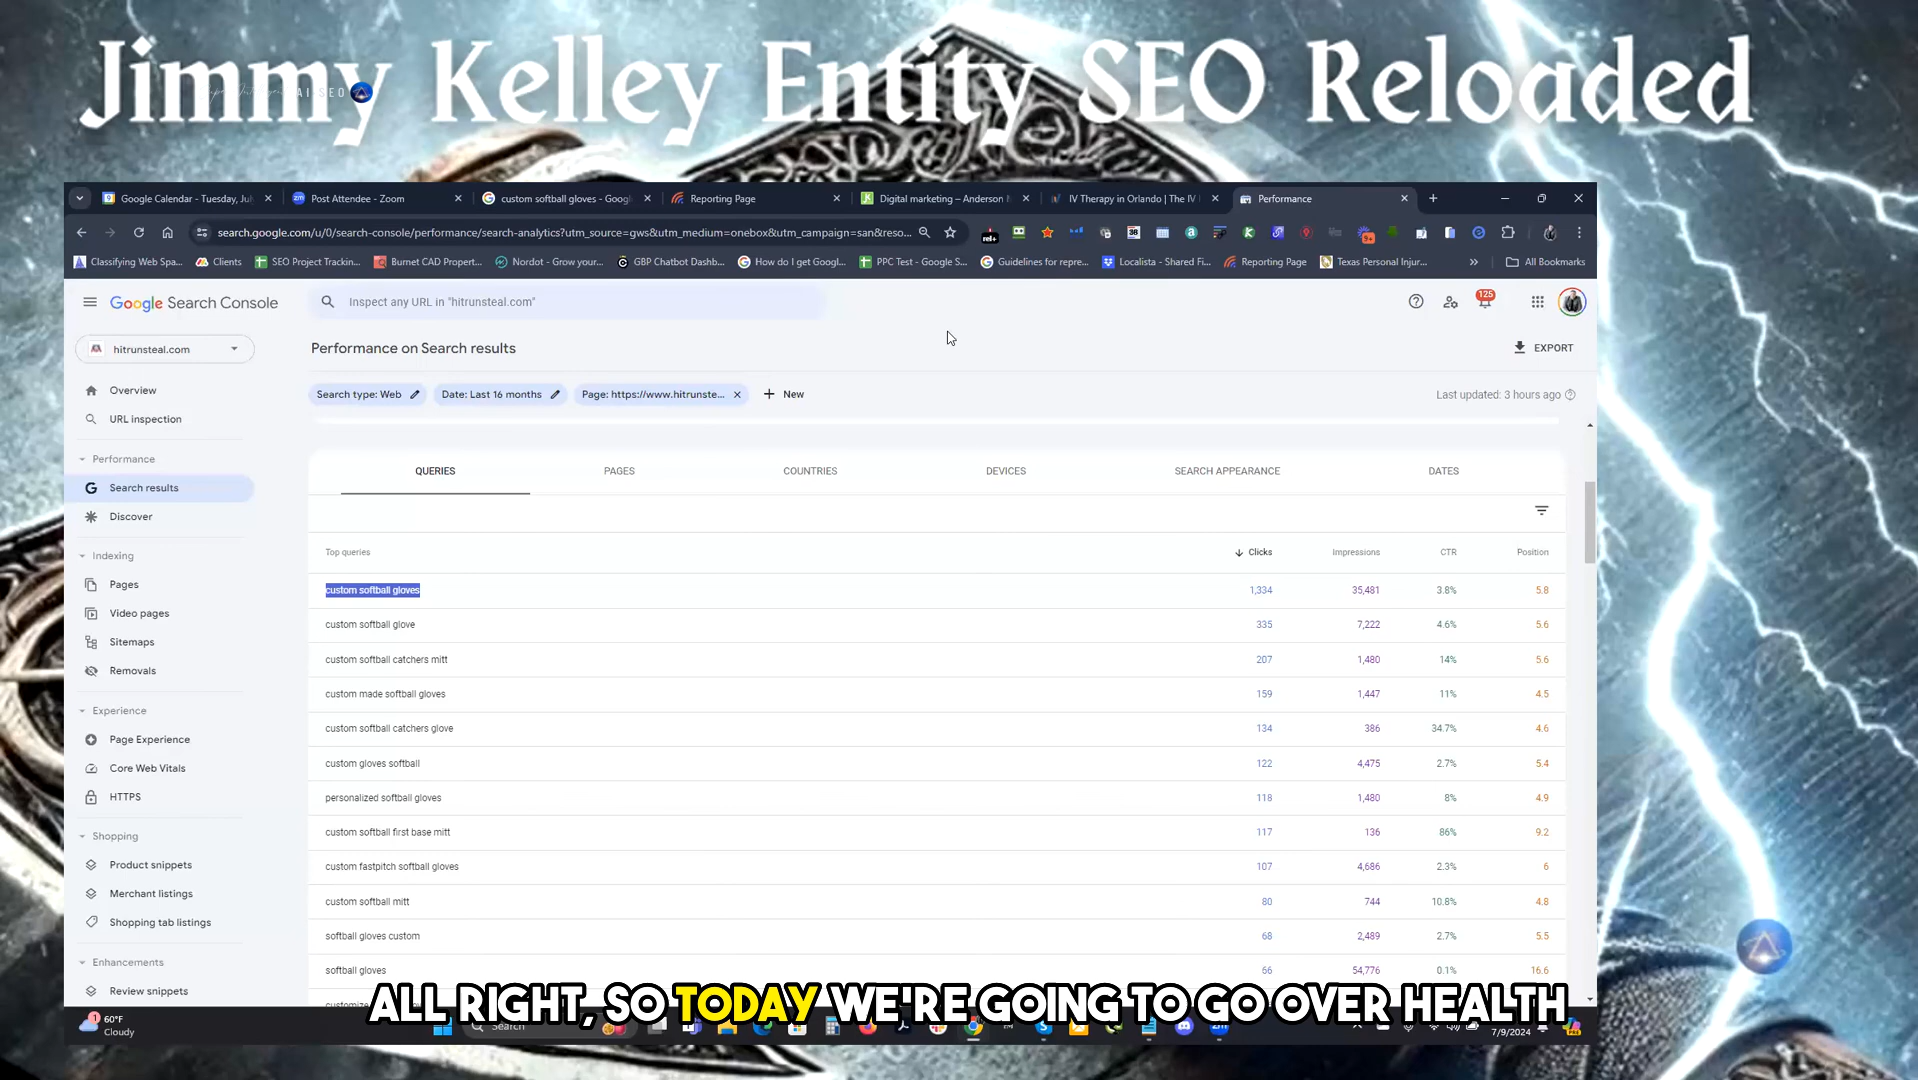 Jimmy Kelley Entity SEO Reloaded
AI SEO
Google Calendar - Tuesday, July
Post Attendee - Zoom
custom softball gloves - Googl
Reporting Page
Digital marketing – Anderson
IV Therapy in Orlando | The IV
Performance
search.google.com/u/0/search-console/performance/search-analytics?utm_source=gws&utm_medium=onebox&utm_campaign=san&reso...
Classifying Web Spa...
Clients
SEO Project Trackin...
Burnet CAD Propert...
Nordot - Grow your...
GBP Chatbot Dashb...
How do I get Googl...
PPC Test - Google S...
Guidelines for repre...
Localista - Shared Fi...
Reporting Page
Texas Personal Injur...
All Bookmarks
Google Search Console
Inspect any URL in "hitrunsteal.com"
125
hitrunsteal.com
Performance on Search results
EXPORT
Search type: Web
Date: Last 16 months
Page: https://www.hitrunste...
New
Last updated: 3 hours ago
Overview
URL inspection
Performance
Search results
Discover
Indexing
Pages
Video pages
Sitemaps
Removals
Experience
Page Experience
Core Web Vitals
HTTPS
Shopping
Product snippets
Merchant listings
Shopping tab listings
Enhancements
Review snippets
QUERIES PAGES COUNTRIES DEVICES SEARCH APPEARANCE DATES
Top queries Clicks Impressions CTR Position
custom softball gloves 1,334 35,481 3.8% 5.8
custom softball glove 335 7,222 4.6% 5.6
custom softball catchers mitt 207 1,480 14% 5.6
custom made softball gloves 159 1,447 11% 4.5
custom softball catchers glove 134 386 34.7% 4.6
custom gloves softball 122 4,475 2.7% 5.4
personalized softball gloves 118 1,480 8% 4.9
custom softball first base mitt 117 136 86% 9.2
custom fastpitch softball gloves 107 4,686 2.3% 6
custom softball mitt 80 744 10.8% 4.8
softball gloves custom 68 2,489 2.7% 5.5
softball gloves 66 54,776 0.1% 16.6
ALL RIGHT, SO TODAY WE'RE GOING TO GO OVER HEALTH
60°F
Cloudy
Search
7/9/2024